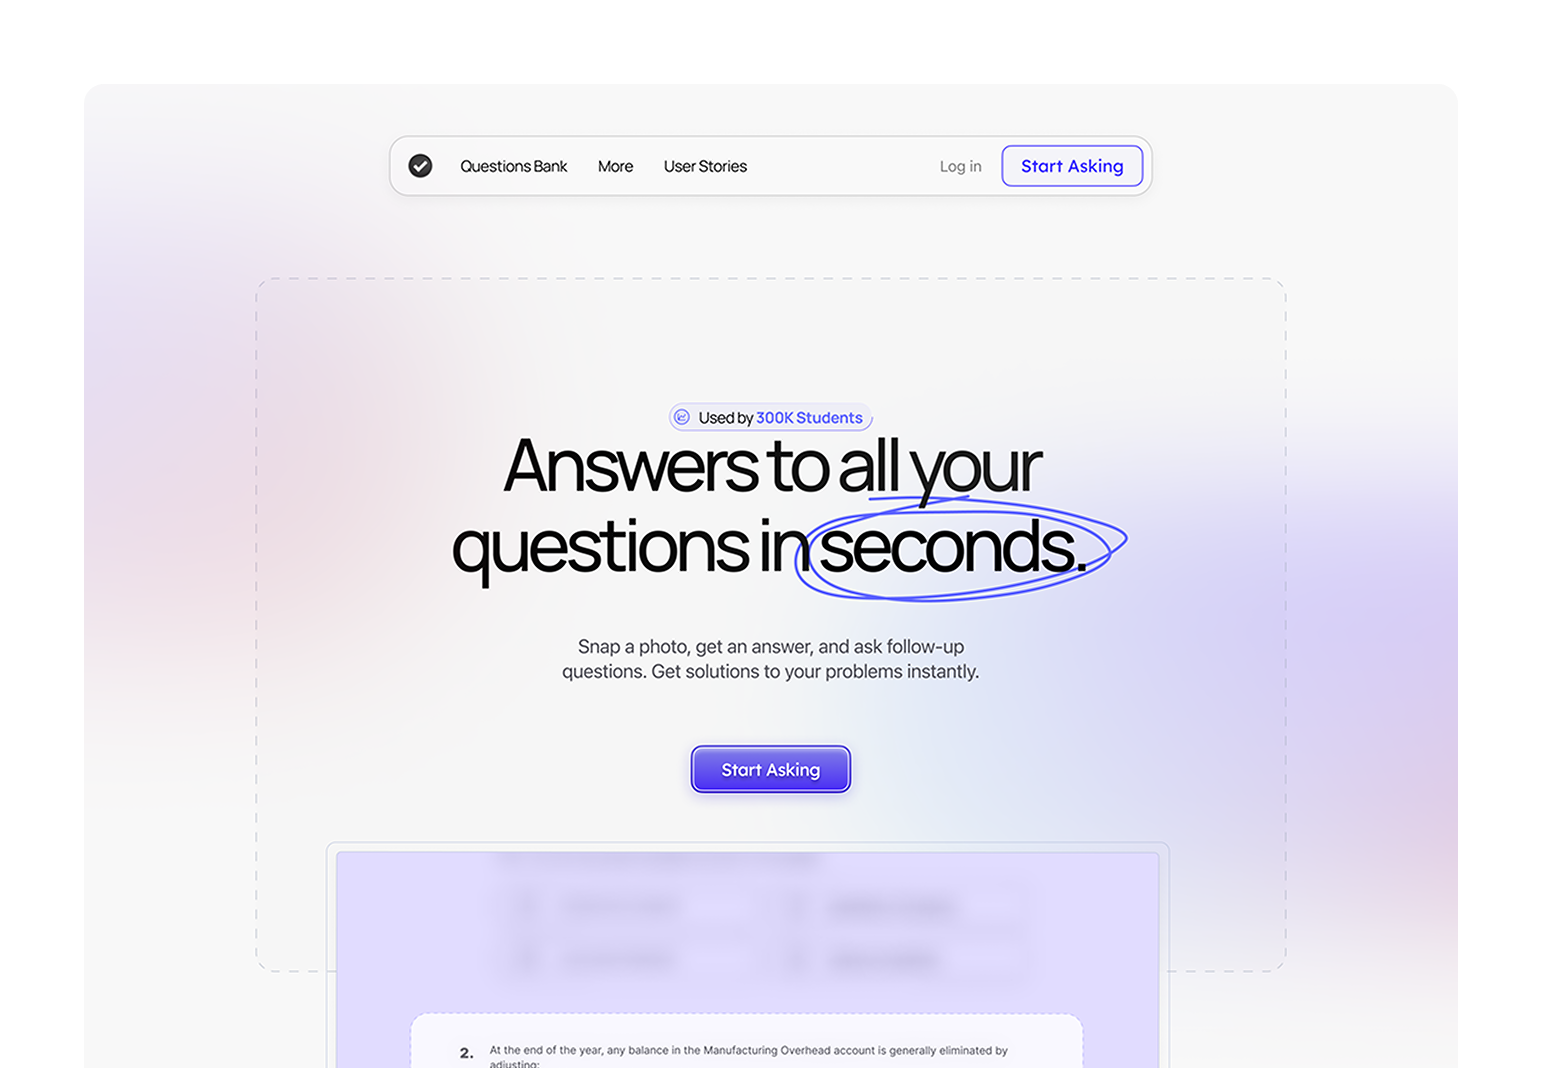 Questions Bank
More
User Stories
Log in
Start Asking
Used by 300K Students
Answers to all your
questions in seconds.
Snap a photo, get an answer, and ask follow-up
questions. Get solutions to your problems instantly.
Start Asking
2. At the end of the year, any balance in the Manufacturing Overhead account is generally eliminated by
adjusting: